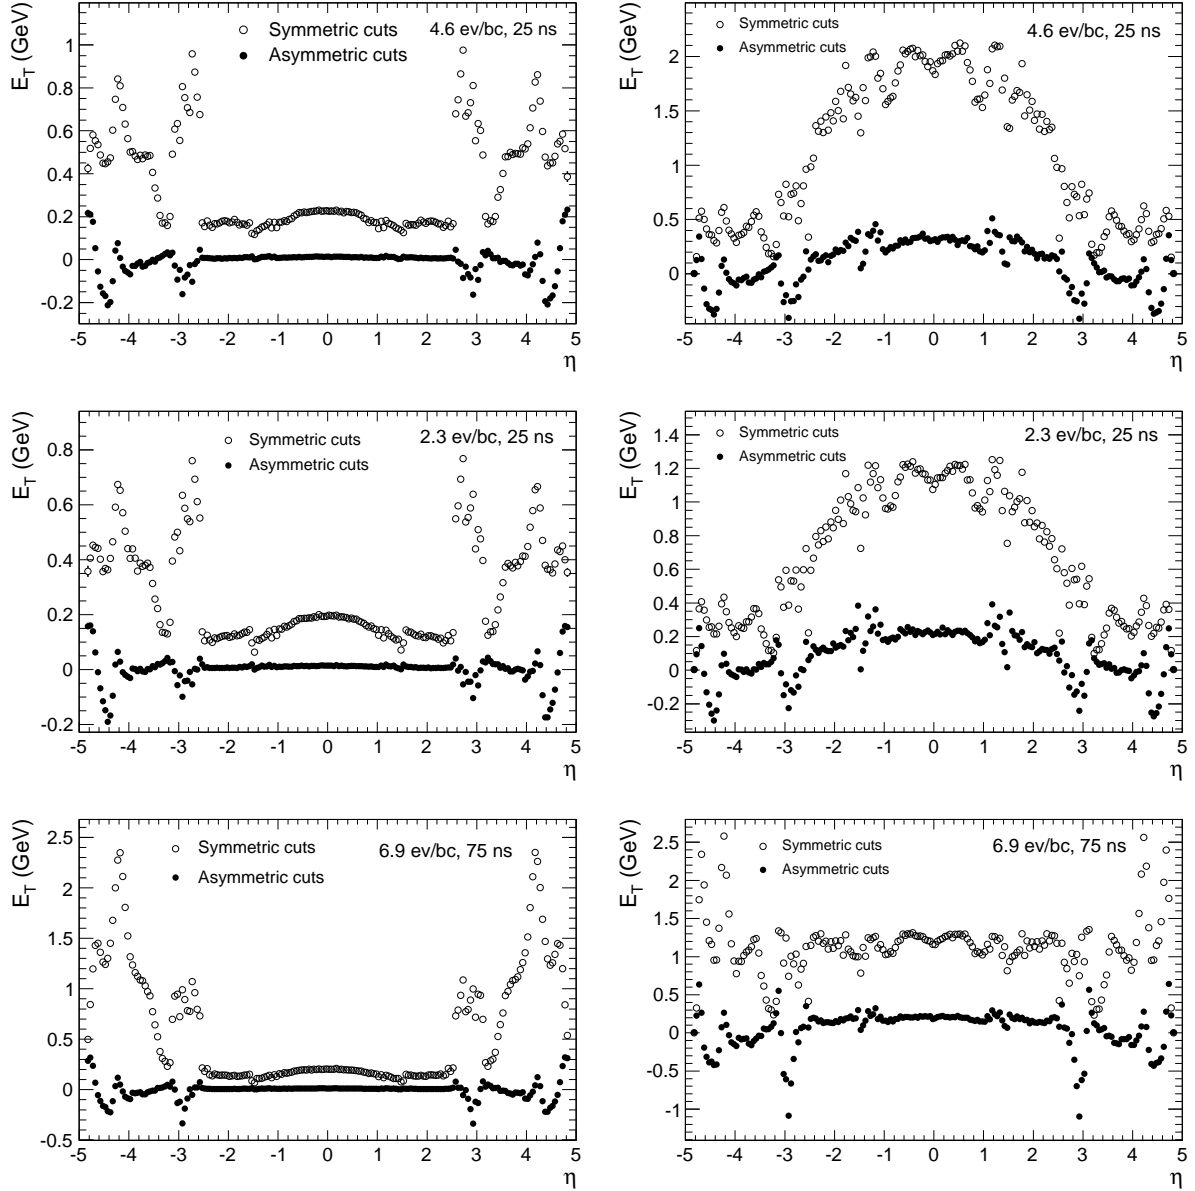 E_T (GeV)
Symmetric cuts
Asymmetric cuts
4.6 ev/bc, 25 ns
1
0.8
0.6
0.4
0.2
0
-0.2
-5 -4 -3 -2 -1 0 1 2 3 4 5
η
E_T (GeV)
Symmetric cuts
Asymmetric cuts
4.6 ev/bc, 25 ns
2
1.5
1
0.5
0
-5 -4 -3 -2 -1 0 1 2 3 4 5
η
E_T (GeV)
Symmetric cuts
Asymmetric cuts
2.3 ev/bc, 25 ns
0.8
0.6
0.4
0.2
0
-0.2
-5 -4 -3 -2 -1 0 1 2 3 4 5
η
E_T (GeV)
Symmetric cuts
Asymmetric cuts
2.3 ev/bc, 25 ns
1.4
1.2
1
0.8
0.6
0.4
0.2
0
-0.2
-5 -4 -3 -2 -1 0 1 2 3 4 5
η
E_T (GeV)
Symmetric cuts
Asymmetric cuts
6.9 ev/bc, 75 ns
2.5
2
1.5
1
0.5
0
-0.5
-5 -4 -3 -2 -1 0 1 2 3 4 5
η
E_T (GeV)
Symmetric cuts
Asymmetric cuts
6.9 ev/bc, 75 ns
2.5
2
1.5
1
0.5
0
-0.5
-1
-5 -4 -3 -2 -1 0 1 2 3 4 5
η